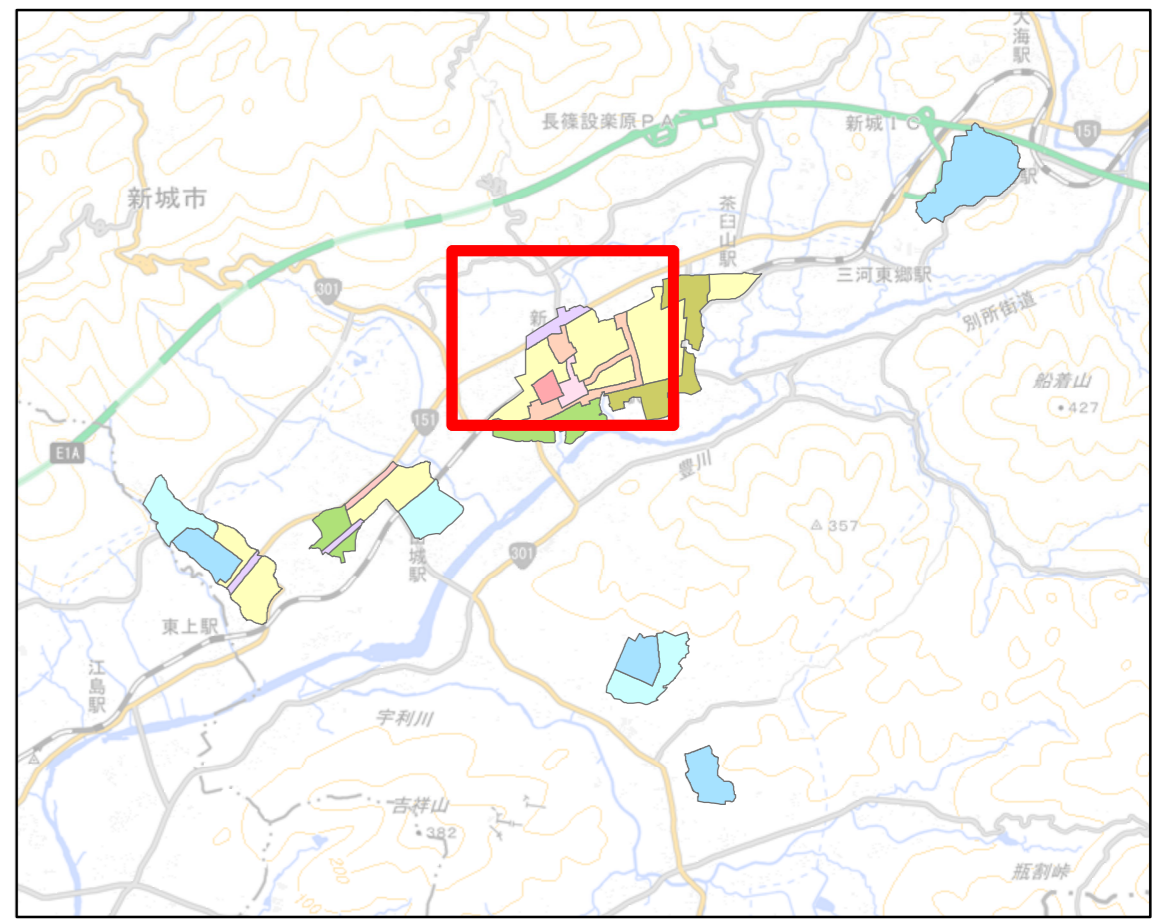 大海駅
長篠設楽原PA
新城IC
151
駅
新城市
茶臼山駅
三河東郷駅
301
別所街道
新
船着山
427
151
E1A
豊川
357
301
城駅
東上駅
江島駅
宇利川
吉祥山
382
200
100
瓶割峠